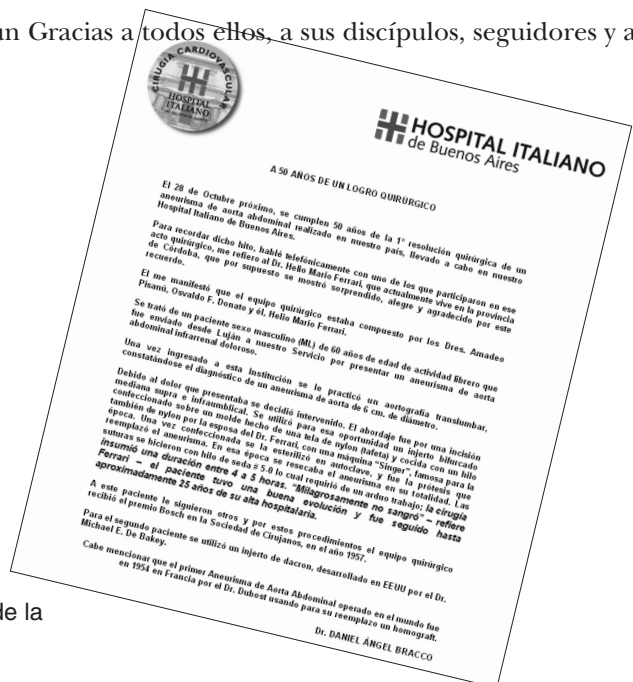 un Gracias a todos ellos, a sus discípulos, seguidores y a
CIRUGIA CARDIOVASCULAR
HOSPITAL
ITALIANO
HOSPITAL ITALIANO
de Buenos Aires
A 50 AÑOS DE UN LOGRO QUIRÚRGICO
El 28 de Octubre próximo, se cumplen 50 años de la 1° resolución quirúrgica de un
aneurisma de aorta abdominal realizado en nuestro país, llevado a cabo en nuestro
Hospital Italiano de Buenos Aires.
Para recordar dicho hito, hablé telefónicamente con uno de los que participaron en ese
acto quirúrgico, me refiero al Dr. Helio Mario Ferrari, que actualmente vive en la provincia
de Córdoba, que por supuesto se mostró sorprendido, alegre y agradecido por este
recuerdo.
El me manifestó que el equipo quirúrgico estaba compuesto por los Dres. Amadeo
Pisanú, Osvaldo F. Donato y él, Helio Mario Ferrari.
Se trató de un paciente sexo masculino (ML) de 60 años de edad de actividad librero que
fue enviado desde Luján a nuestro Servicio por presentar un aneurisma de aorta
abdominal infrarrenal doloroso.
Una vez ingresado a esta Institución se le practicó un aortografía translumbar,
constatándose el diagnóstico de un aneurisma de aorta de 6 cm. de diámetro.
Debido al dolor que presentaba se decidió intervenido. El abordaje fue por una incisión
mediana supra e infraumblical. Se utilizó para esa oportunidad un injerto bifurcado
confeccionado sobre un molde hecho de una tela de nylon (tafeta) y cocida con un hilo
también de nylon por la esposa del Dr. Ferrari, con una máquina "Singer", famosa para la
época. Una vez confeccionada se la esterilizó en autoclave, y fue la prótesis que
reemplazó el aneurisma. En esa época se resecaba el aneurisma en su totalidad. Las
suturas se hicieron con hilo de seda # 5-0 lo cual requirió de un arduo trabajo; la cirugía
insumió una duración entre 4 a 5 horas. "Milagrosamente no sangró" – refiere
Ferrari – el paciente tuvo una buena evolución y fue seguido hasta
aproximadamente 25 años de su alta hospitalaria.
A este paciente le siguieron otros y por estos procedimientos el equipo quirúrgico
recibió el premio Bosch en la Sociedad de Cirujanos, en el año 1957.
Para el segundo paciente se utilizó un injerto de dacron, desarrollado en EEUU por el Dr.
Michael E. De Bakey.
Cabe mencionar que el primer Aneurisma de Aorta Abdominal operado en el mundo fue
en 1954 en Francia por el Dr. Dubost usando para su reemplazo un homograft.
Dr. DANIEL ÁNGEL BRACCO
de la